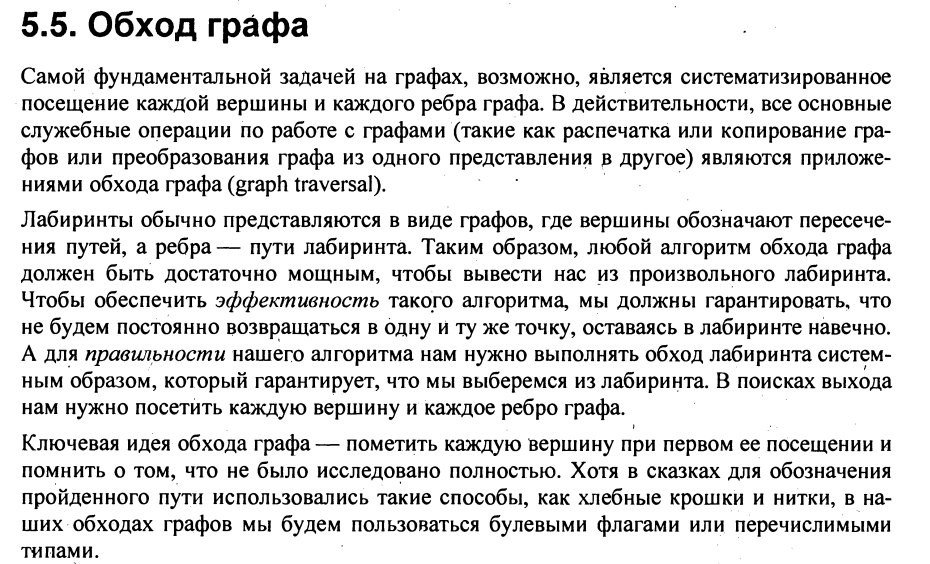 5.5. Обход графа
Самой фундаментальной задачей на графах, возможно, является систематизированное
посещение каждой вершины и каждого ребра графа. В действительности, все основные
служебные операции по работе с графами (такие как распечатка или копирование гра-
фов или преобразования графа из одного представления в другое) являются приложе-
ниями обхода графа (graph traversal).
Лабиринты обычно представляются в виде графов, где вершины обозначают пересече-
ния путей, а ребра — пути лабиринта. Таким образом, любой алгоритм обхода графа
должен быть достаточно мощным, чтобы вывести нас из произвольного лабиринта.
Чтобы обеспечить эффективность такого алгоритма, мы должны гарантировать, что
не будем постоянно возвращаться в одну и ту же точку, оставаясь в лабиринте навечно.
А для правильности нашего алгоритма нам нужно выполнять обход лабиринта систем-
ным образом, который гарантирует, что мы выберемся из лабиринта. В поисках выхода
нам нужно посетить каждую вершину и каждое ребро графа.
Ключевая идея обхода графа — пометить каждую вершину при первом ее посещении и
помнить о том, что не было исследовано полностью. Хотя в сказках для обозначения
пройденного пути использовались такие способы, как хлебные крошки и нитки, в на-
ших обходах графов мы будем пользоваться булевыми флагами или перечислимыми
типами.